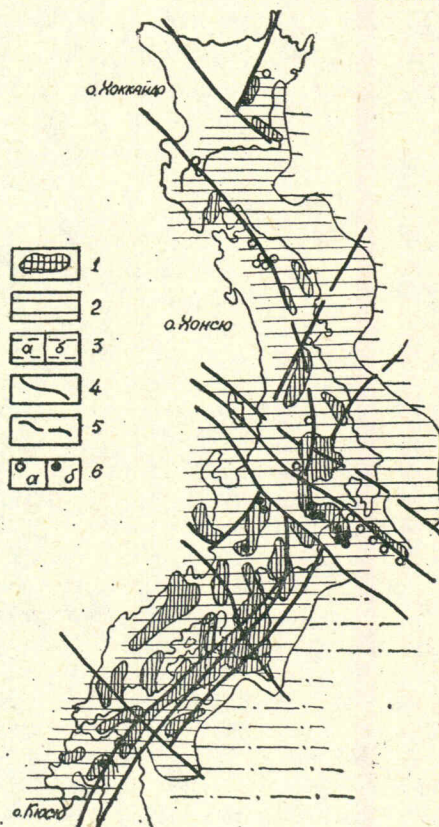 о. Хоккайдо
о. Хонсю
1
2
а б 3
4
5
а б 6
о. Кюсю